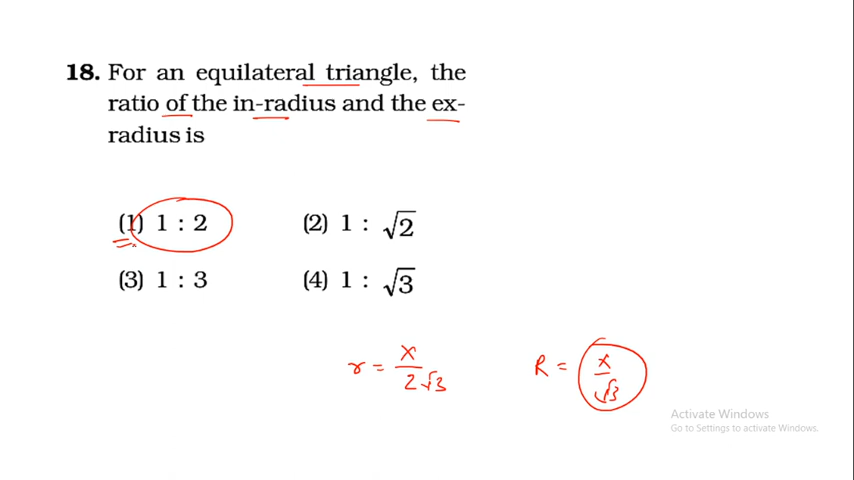 18. For an equilateral triangle, the
ratio of the in-radius and the ex-
radius is
(1) 1 : 2 (2) 1 : √2
(3) 1 : 3 (4) 1 : √3
r = x/2√3 R = x/√3
Activate Windows
Go to Settings to activate Windows.